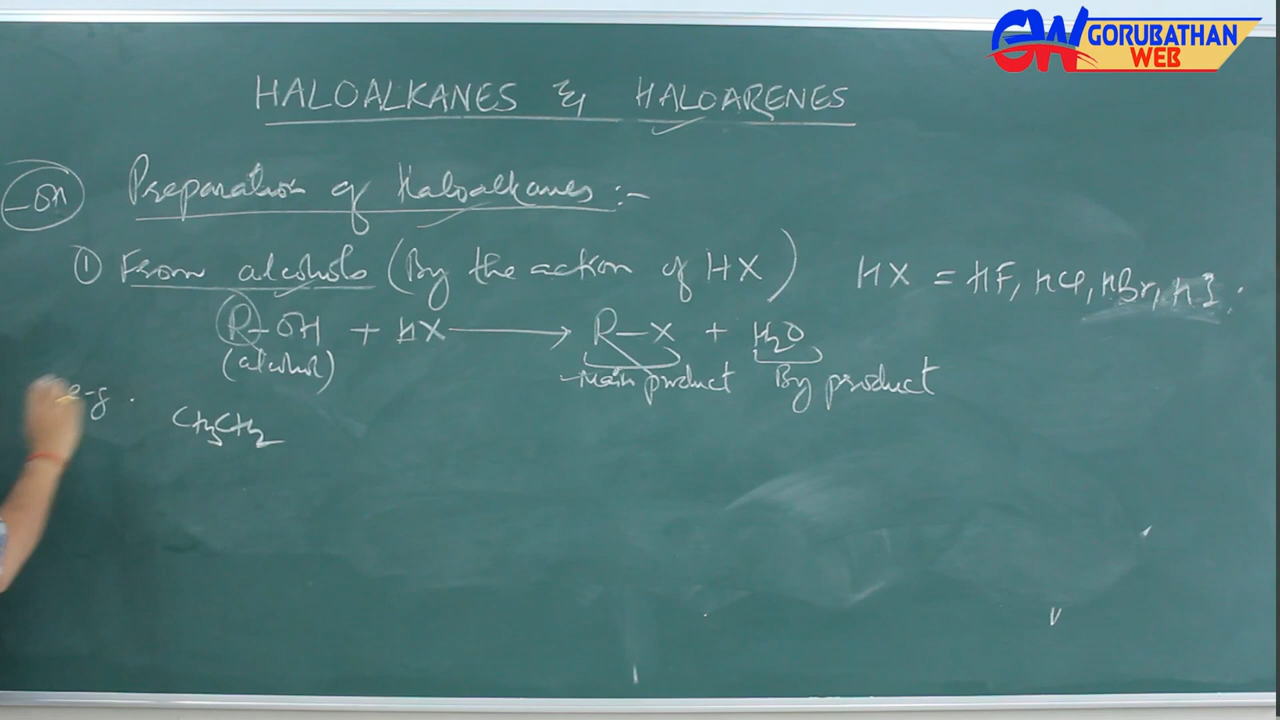 GW GORUBATHAN
WEB
HALOALKANES & HALOARENES
-OH Preparation of Haloalkanes :-
① From alcohols (By the action of HX) HX = HF, HCl, HBr, HI.
R-OH + HX → R-X + H₂O
(alcohol) Main product By product
e-g.
CH₃CH₂